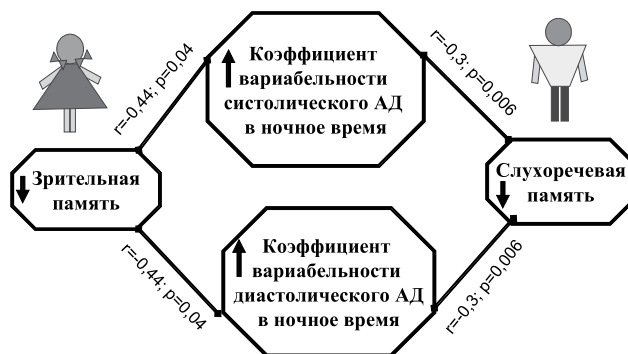 Коэффициент
вариабельности
систолического АД
в ночное время
r=-0,44; p=0,04
r=-0,3; p=0,006
Зрительная
память
Слухоречевая
память
r=-0,44; p=0,04
r=-0,3; p=0,006
Коэффициент
вариабельности
диастолического АД
в ночное время